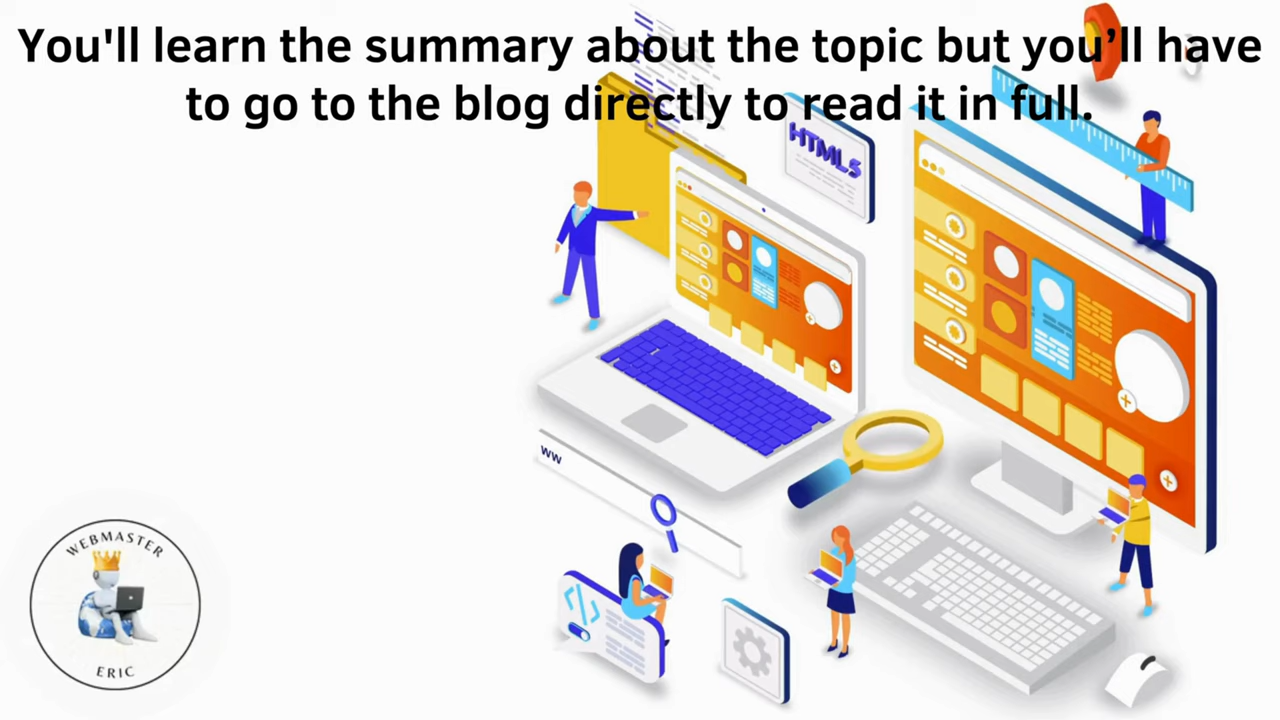 You'll learn the summary about the topic but you’ll have
to go to the blog directly to read it in full.
HTML5
WW
</>
WEBMASTER
ERIC